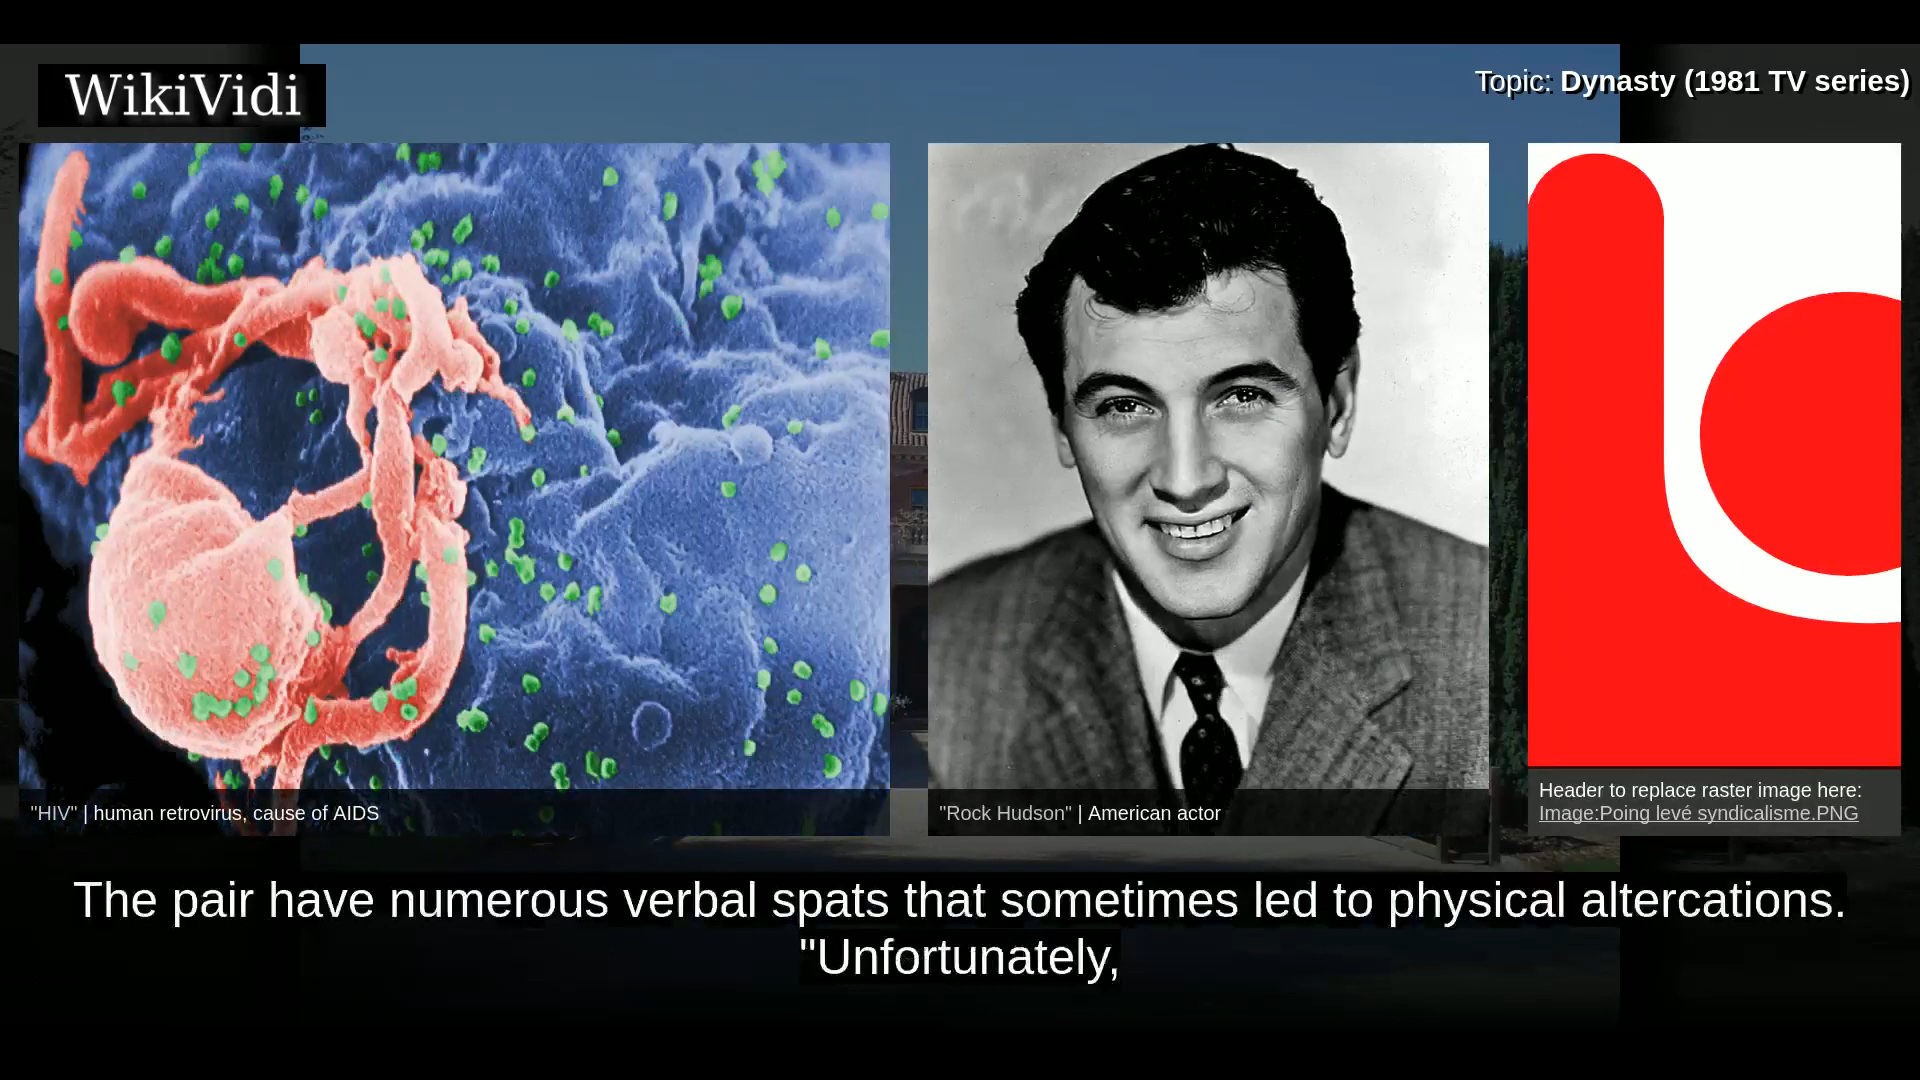 WikiVidi
Topic: Dynasty (1981 TV series)
"HIV" | human retrovirus, cause of AIDS
"Rock Hudson" | American actor
Header to replace raster image here:
Image:Poing levé syndicalisme.PNG
The pair have numerous verbal spats that sometimes led to physical altercations.
"Unfortunately,